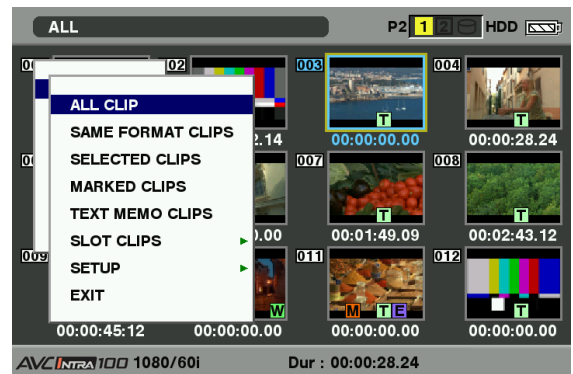 ALL P2 1 2 HDD
02 003 004
ALL CLIP
SAME FORMAT CLIPS
SELECTED CLIPS
MARKED CLIPS
TEXT MEMO CLIPS
SLOT CLIPS
SETUP
EXIT
T T
2.14 00:00:00.00 00:00:28.24
007 008
T T
0.00 00:01:49.09 00:02:43.12
009 011 012
W M T E T
00:00:45:12 00:00:00.00 00:00:00.00 00:00:00.00
AVC INTRA 100 1080/60i Dur : 00:00:28.24